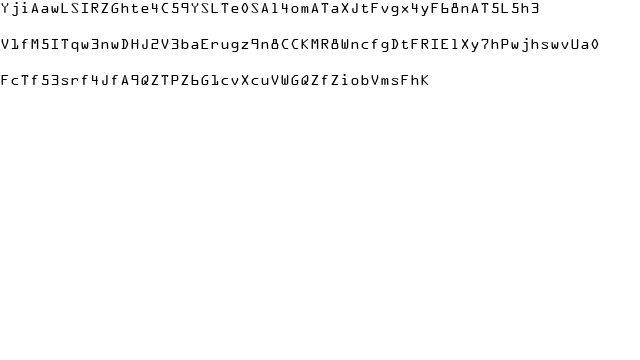 YjiAawLSIRZGhte4C59YSLTe0SAl4omATaXJtFvgx4yF68nAT5L5h3
V1fM5ITqw3nwDHJ2V3baErugz9n8CCKMR8WncfgDtFRIElXy7hPwjhswvUa0
FcTf53srf4JfA9QZTPZ6G1cvXcuVWGQZfZiobVmsFhK